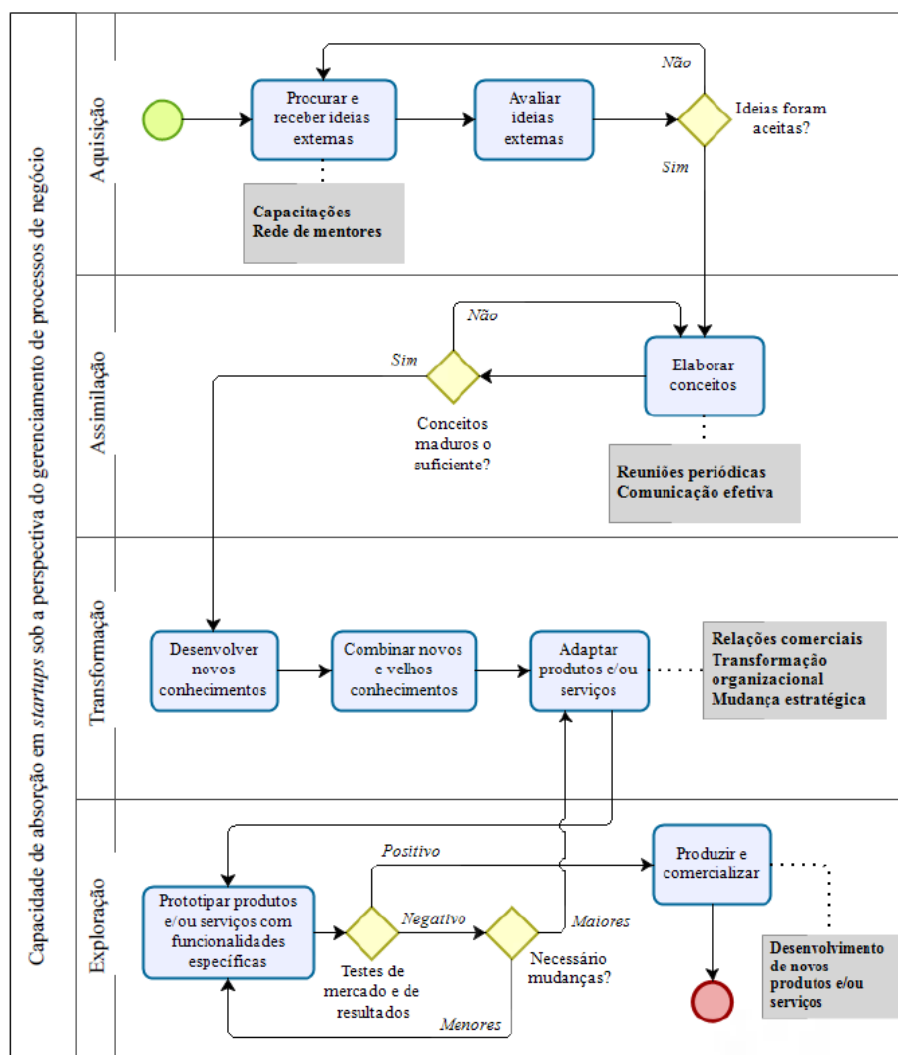 Capacidade de absorção em startups sob a perspectiva do gerenciamento de processos de negócio
Aquisição
Procurar e
receber ideias
externas
Avaliar
ideias
externas
Não
Ideias foram
aceitas?
Sim
Capacitações
Rede de mentores
Assimilação
Não
Sim
Elaborar
conceitos
Conceitos
maduros o
suficiente?
Reuniões periódicas
Comunicação efetiva
Transformação
Desenvolver
novos
conhecimentos
Combinar novos
e velhos
conhecimentos
Adaptar
produtos e/ou
serviços
Relações comerciais
Transformação
organizacional
Mudança estratégica
Exploração
Prototipar produtos
e/ou serviços com
funcionalidades
específicas
Positivo
Negativo
Testes de
mercado e de
resultados
Maiores
Necessário
mudanças?
Menores
Produzir e
comercializar
Desenvolvimento
de novos
produtos e/ou
serviços